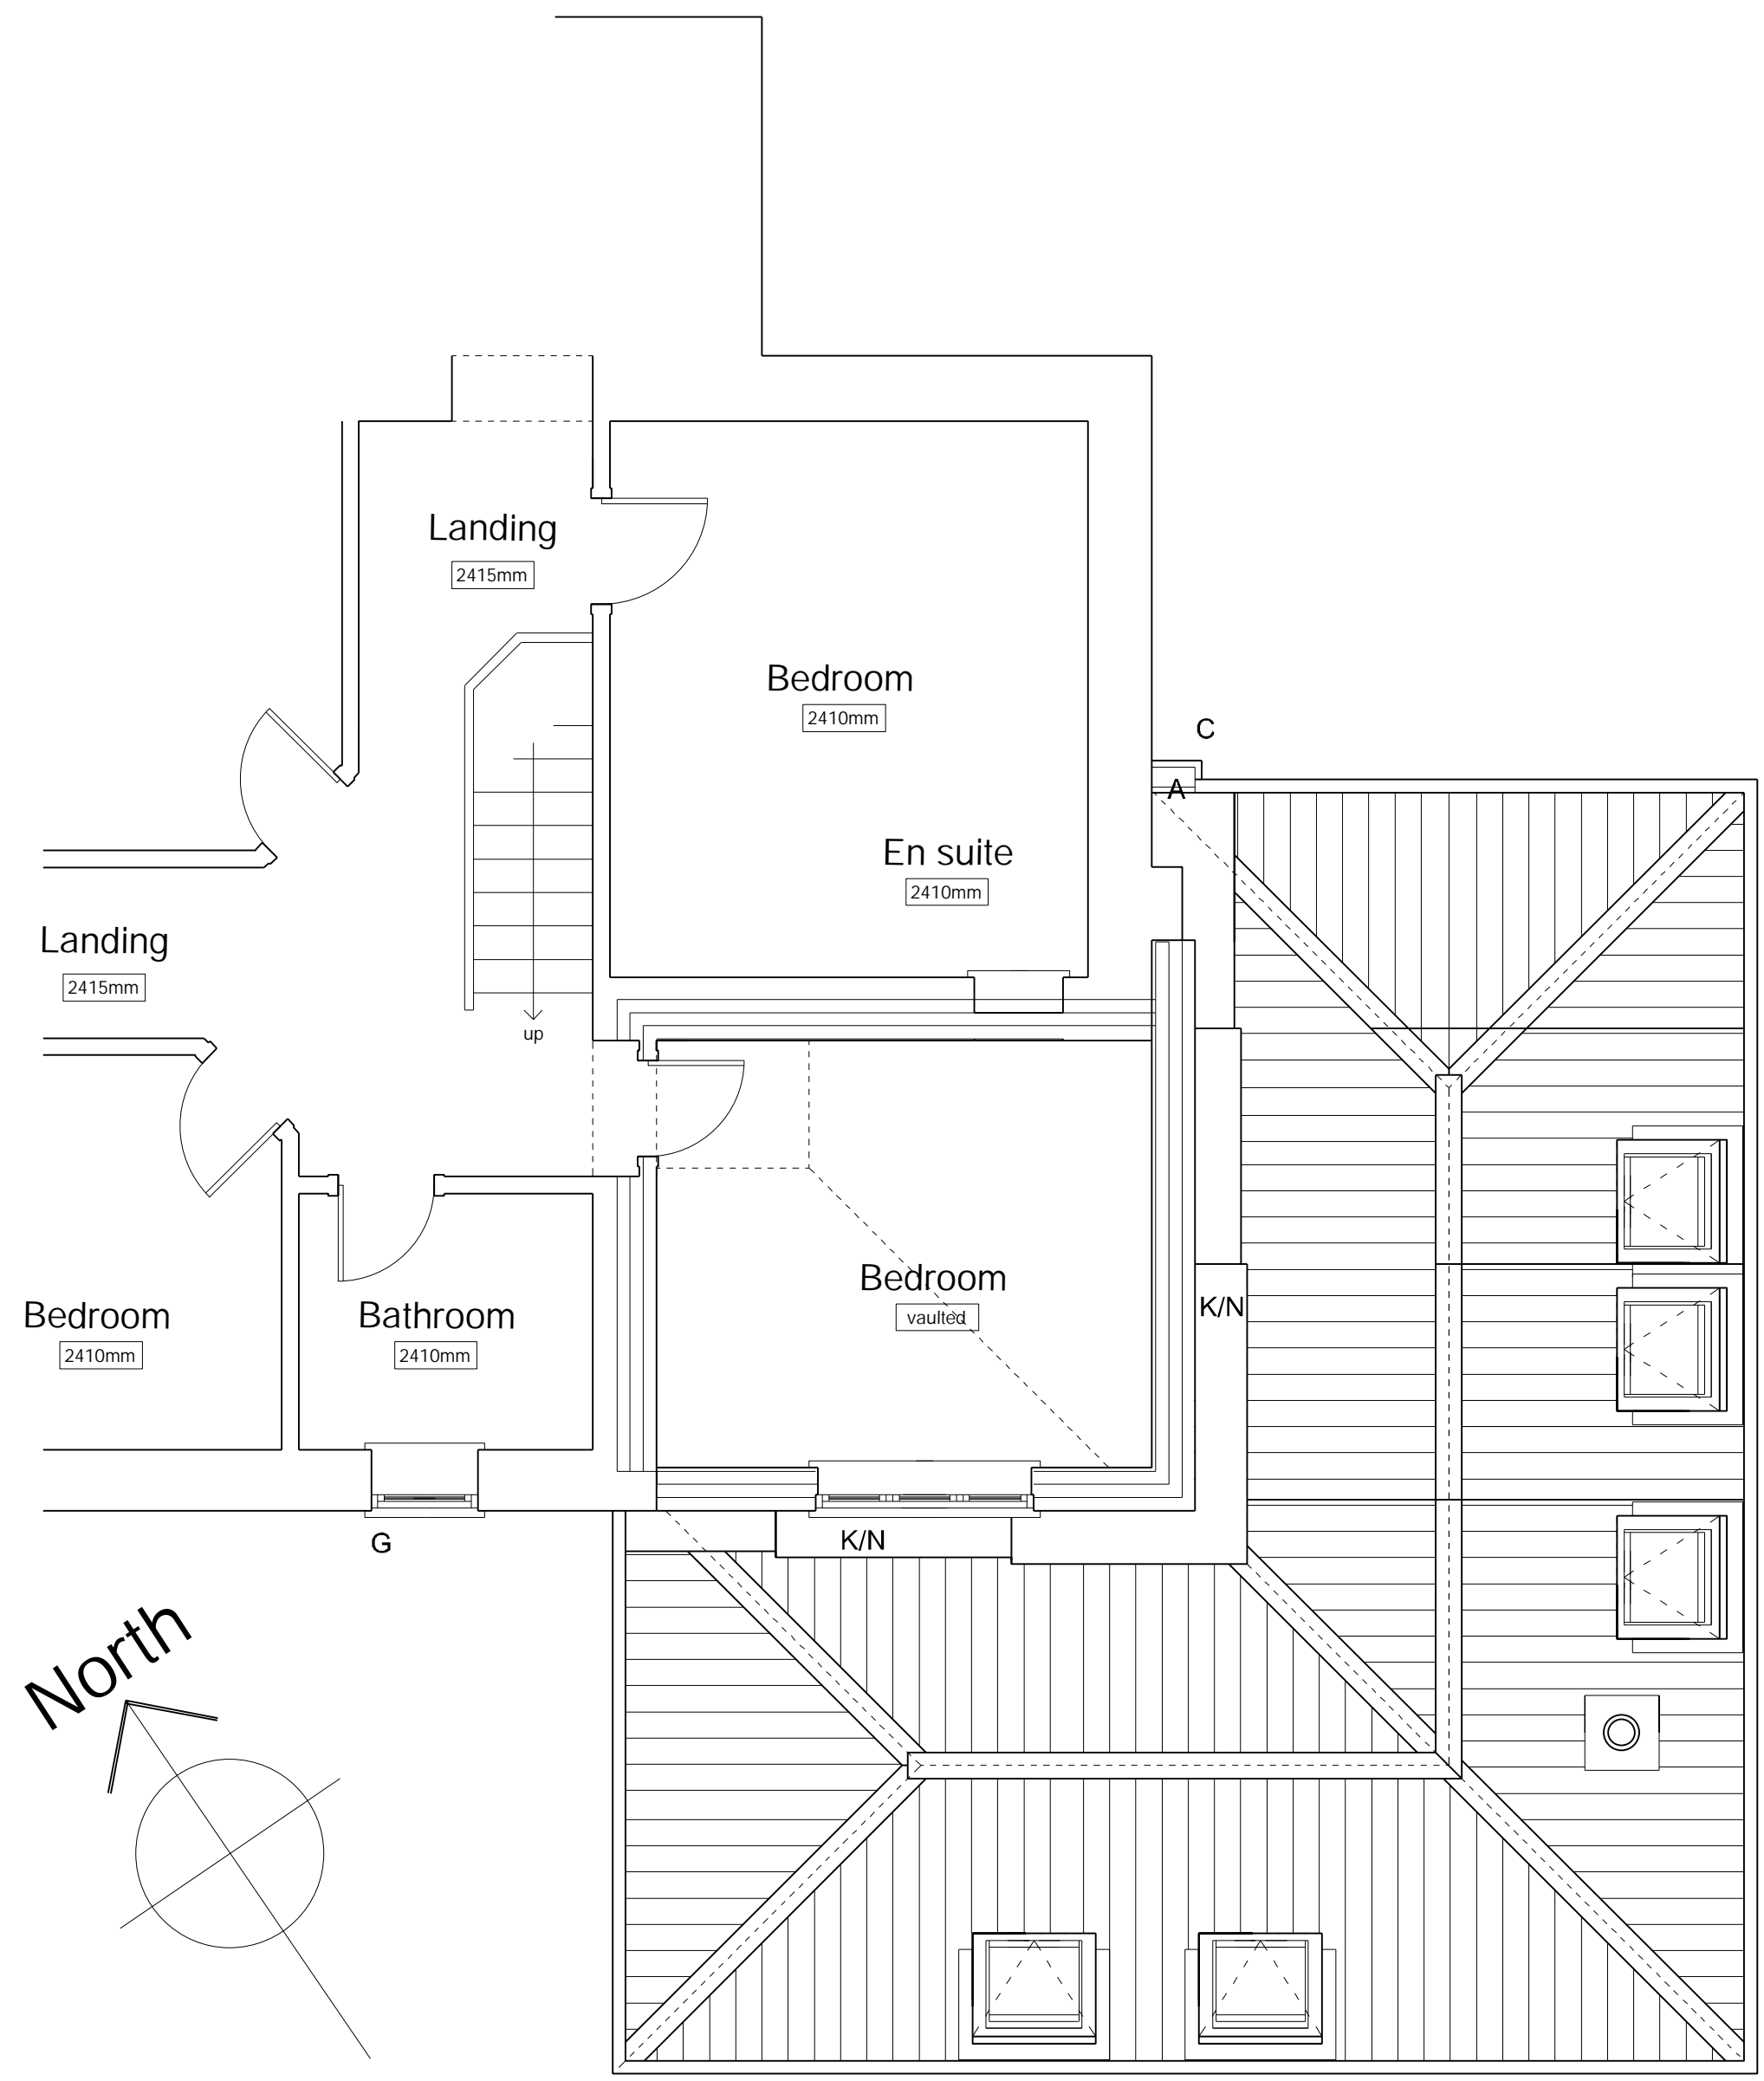 Landing
2415mm
Bedroom
2410mm
C
A
En suite
2410mm
Landing
2415mm
up
Bedroom
vaulted
K/N
Bedroom
2410mm
Bathroom
2410mm
G
K/N
North